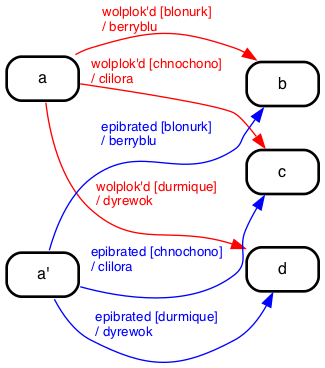 wolplok'd [blonurk]
/ berryblu
a
wolplok'd [chnochono]
/ clilora
b
epibrated [blonurk]
/ berryblu
c
wolplok'd [durmique]
/ dyrewok
a'
epibrated [chnochono]
/ clilora
d
epibrated [durmique]
/ dyrewok